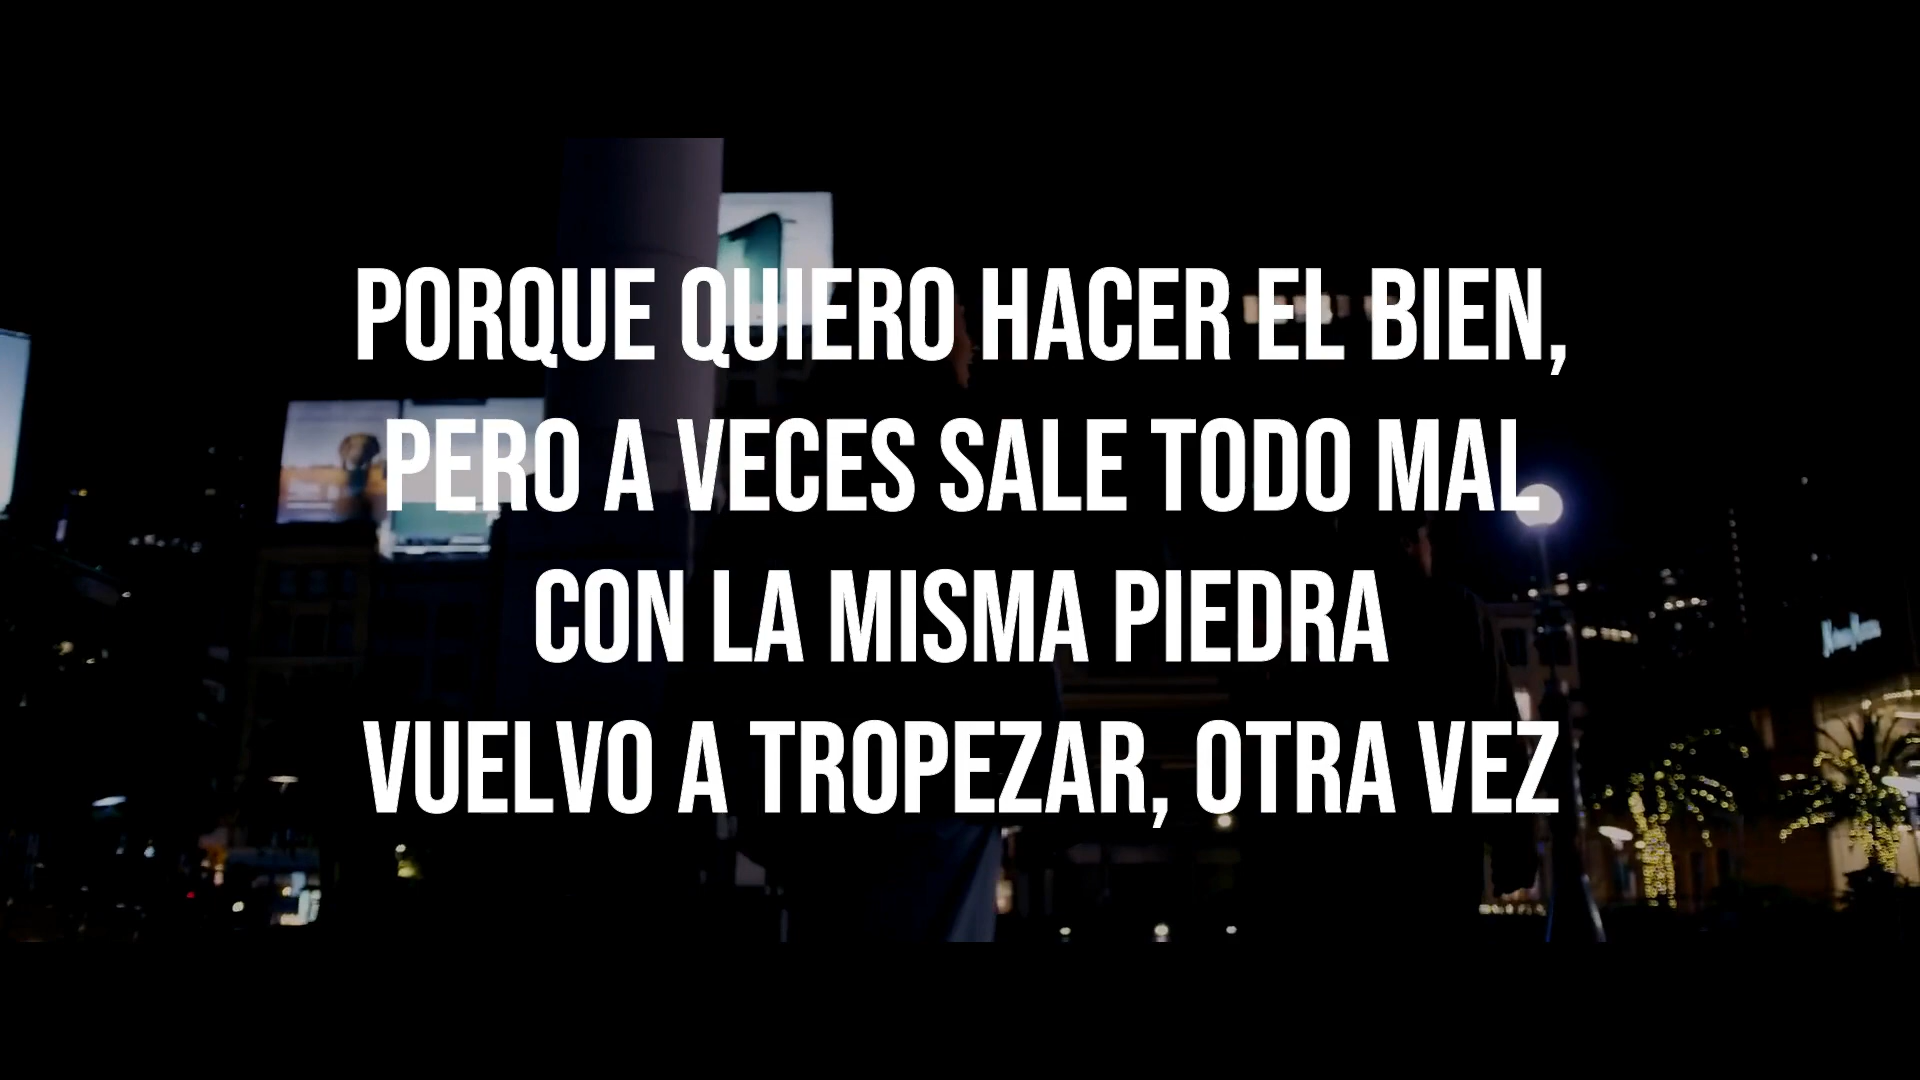 PORQUE QUIERO HACER EL BIEN,
PERO A VECES SALE TODO MAL
CON LA MISMA PIEDRA
VUELVO A TROPEZAR, OTRA VEZ